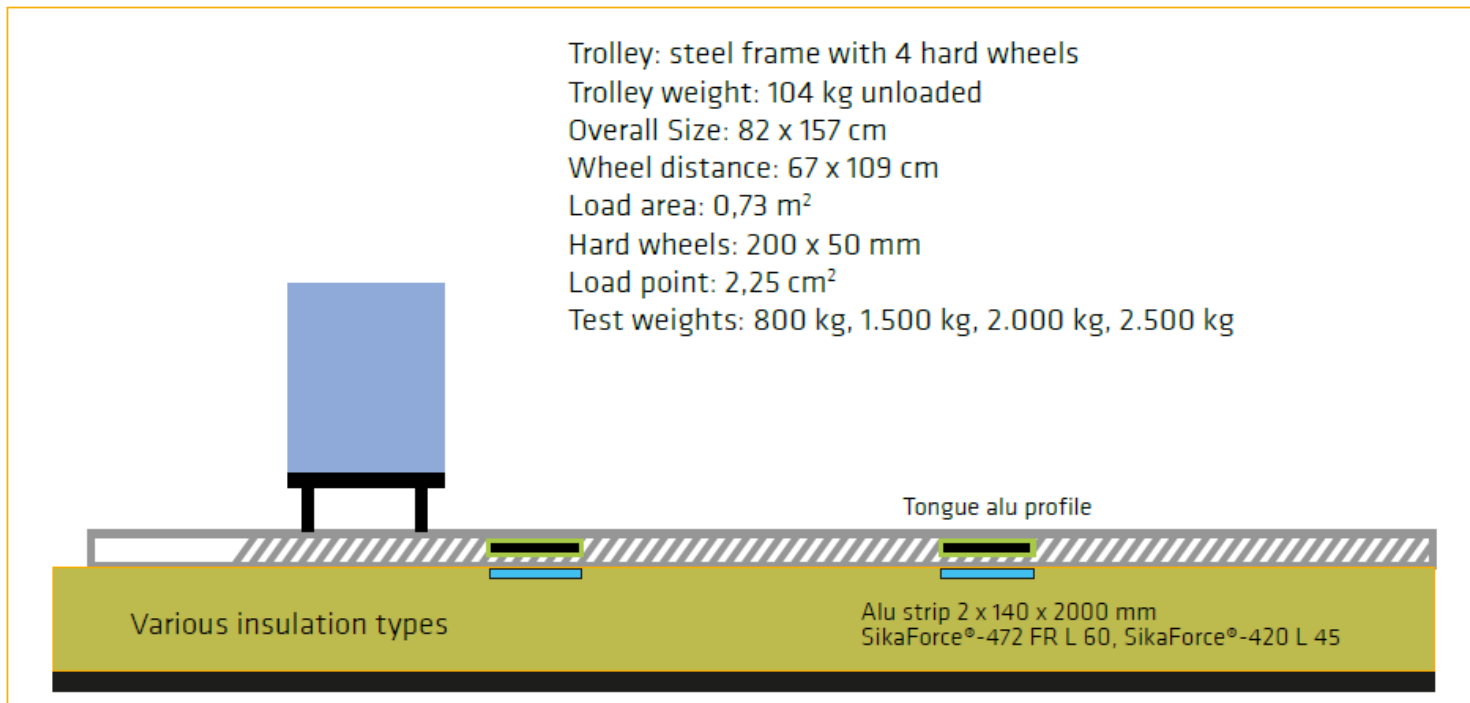 Trolley: steel frame with 4 hard wheels
Trolley weight: 104 kg unloaded
Overall Size: 82 x 157 cm
Wheel distance: 67 x 109 cm
Load area: 0,73 m²
Hard wheels: 200 x 50 mm
Load point: 2,25 cm²
Test weights: 800 kg, 1.500 kg, 2.000 kg, 2.500 kg
Tongue alu profile
Various insulation types
Alu strip 2 x 140 x 2000 mm
SikaForce®-472 FR L 60, SikaForce®-420 L 45